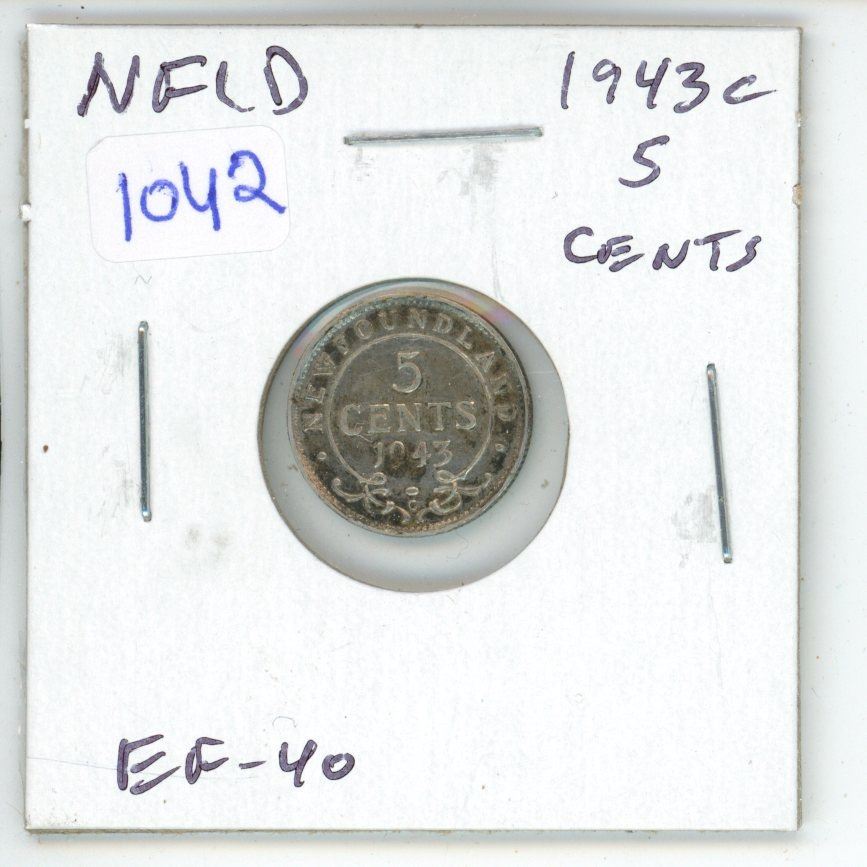 NFLD
1943c
1042
5
CENTS
NEWFOUNDLAND
5
CENTS
1943
C
EF-40